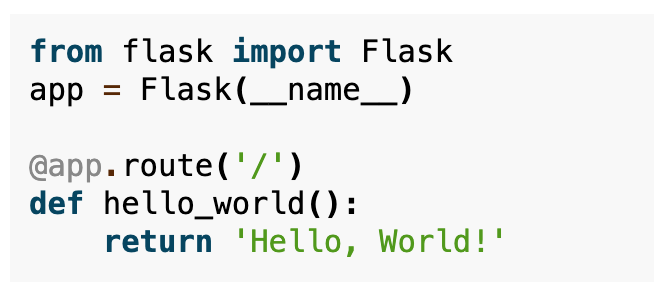 from flask import Flask
app = Flask(__name__)

@app.route('/')
def hello_world():
    return 'Hello, World!'